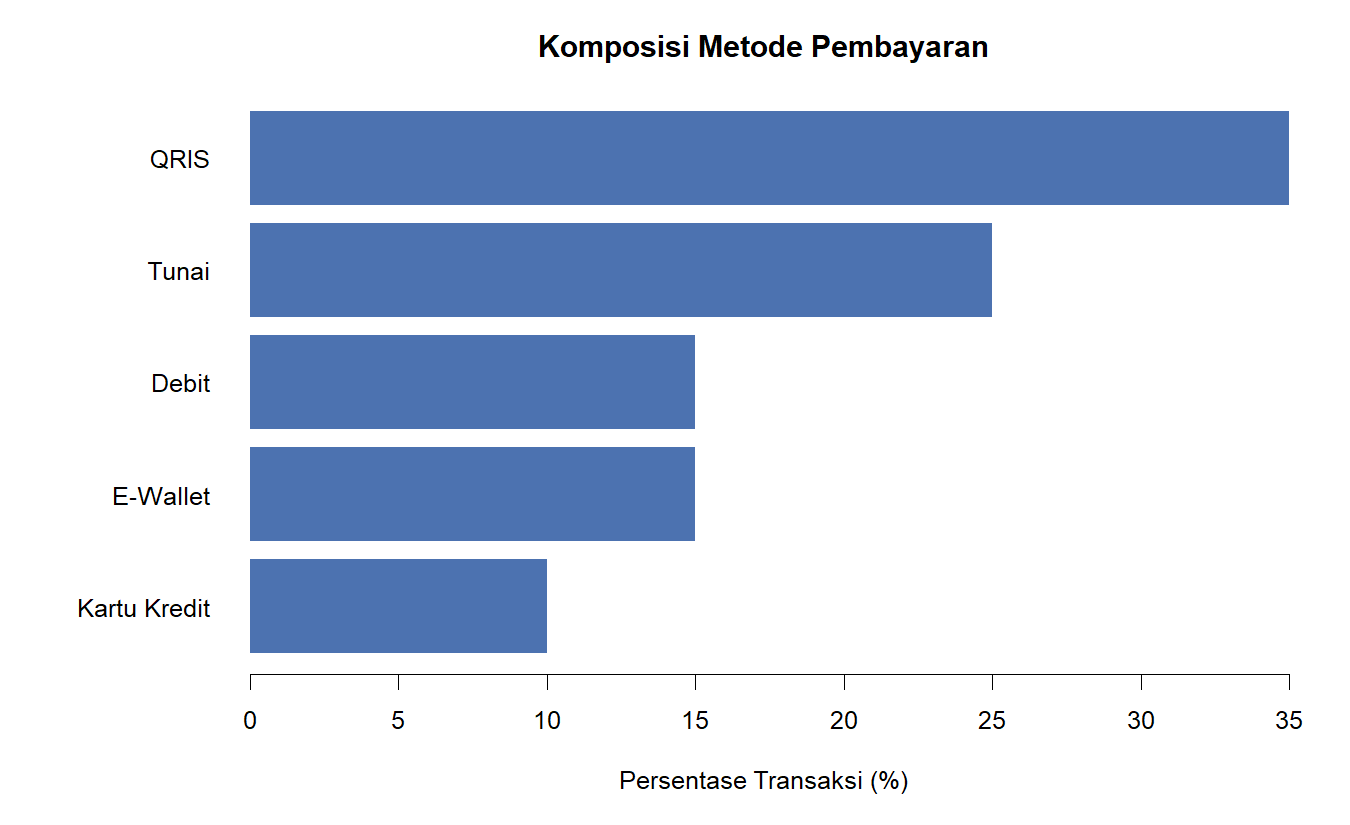 Komposisi Metode Pembayaran
QRIS
Tunai
Debit
E-Wallet
Kartu Kredit
0 5 10 15 20 25 30 35
Persentase Transaksi (%)